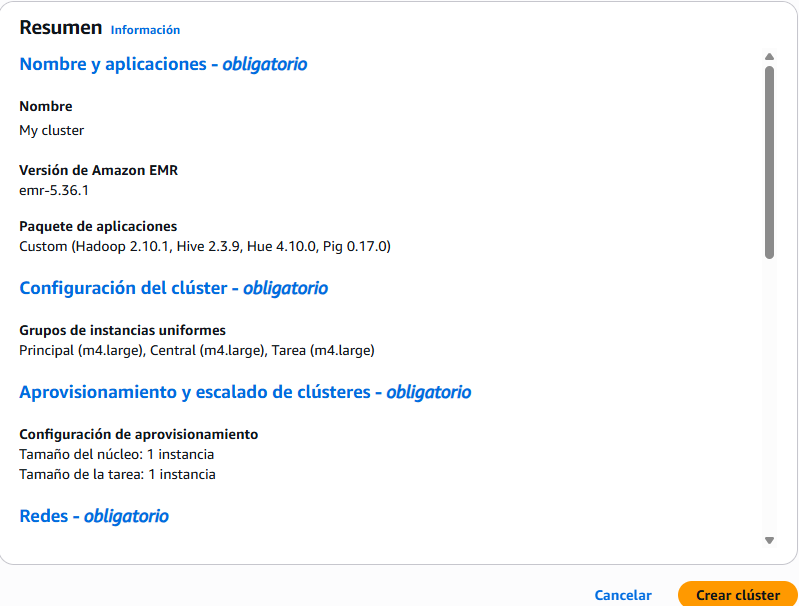 Resumen Información
Nombre y aplicaciones - obligatorio
Nombre
My cluster
Versión de Amazon EMR
emr-5.36.1
Paquete de aplicaciones
Custom (Hadoop 2.10.1, Hive 2.3.9, Hue 4.10.0, Pig 0.17.0)
Configuración del clúster - obligatorio
Grupos de instancias uniformes
Principal (m4.large), Central (m4.large), Tarea (m4.large)
Aprovisionamiento y escalado de clústeres - obligatorio
Configuración de aprovisionamiento
Tamaño del núcleo: 1 instancia
Tamaño de la tarea: 1 instancia
Redes - obligatorio
Cancelar Crear clúster